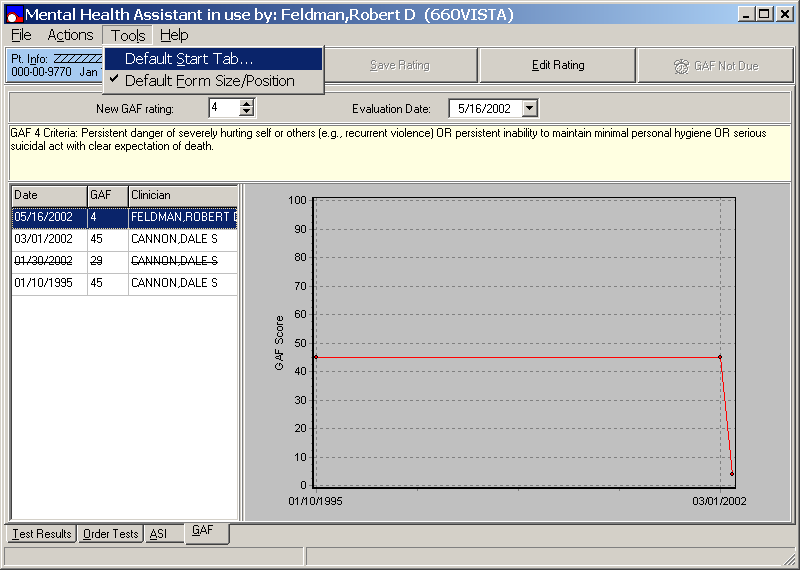 Mental Health Assistant in use by: Feldman,Robert D (660VISTA)
File Actions Tools Help
Default Start Tab...
Default Form Size/Position
Pt. Info:
000-00-9770 Jan
Save Rating
Edit Rating
GAF Not Due
New GAF rating: 4 Evaluation Date: 5/16/2002
GAF 4 Criteria: Persistent danger of severely hurting self or others (e.g., recurrent violence) OR persistent inability to maintain minimal personal hygiene OR serious
suicidal act with clear expectation of death.
Date GAF Clinician
05/16/2002 4 FELDMAN,ROBERT D
03/01/2002 45 CANNON,DALE S
01/30/2002 29 CANNON,DALE S
01/10/1995 45 CANNON,DALE S
GAF Score
100
90
80
70
60
50
40
30
20
10
0
01/10/1995 03/01/2002
Test Results Order Tests ASI GAF